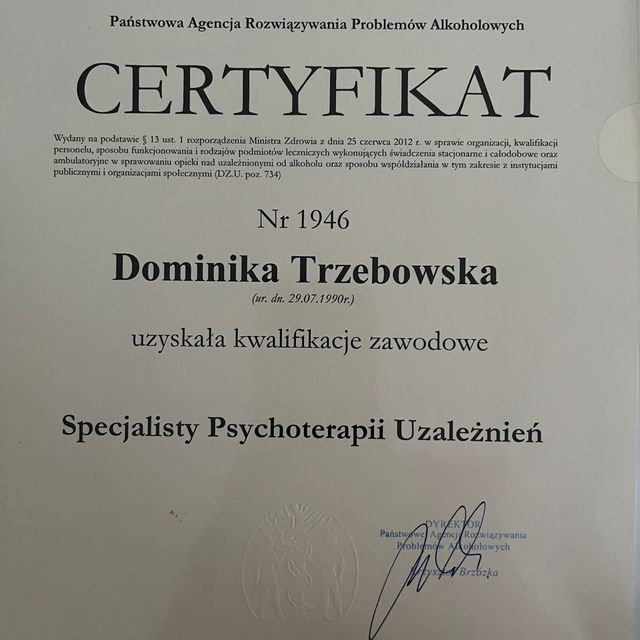 Państwowa Agencja Rozwiązywania Problemów Alkoholowych
CERTYFIKAT
Wydany na podstawie § 13 ust. 1 rozporządzenia Ministra Zdrowia z dnia 25 czerwca 2012 r. w sprawie organizacji, kwalifikacji
personelu, sposobu funkcjonowania i rodzajów podmiotów leczniczych wykonujących świadczenia stacjonarne i całodobowe oraz
ambulatoryjne w sprawowaniu opieki nad uzależnionymi od alkoholu oraz sposobu współdziałania w tym zakresie z instytucjami
publicznymi i organizacjami społecznymi (DZ.U. poz. 734)
Nr 1946
Dominika Trzebowska
(ur. dn. 29.07.1990r.)
uzyskała kwalifikacje zawodowe
Specjalisty Psychoterapii Uzależnień
DYREKTOR
Państwowej Agencji Rozwiązywania
Problemów Alkoholowych
Krzysztof Brzózka